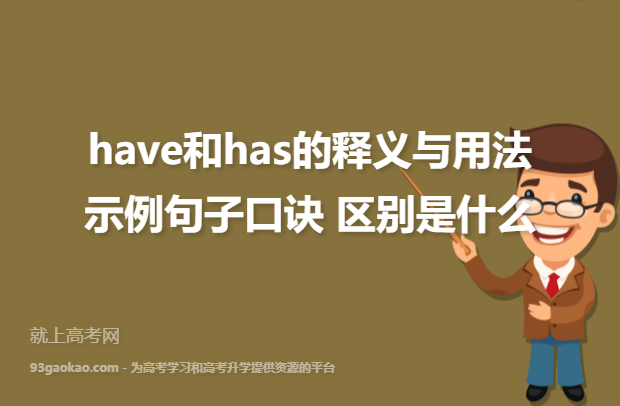 have和has的释义与用法
示例句子口诀 区别是什么
就上高考网
93gaokao.com - 为高考学习和高考升学提供资源的平台